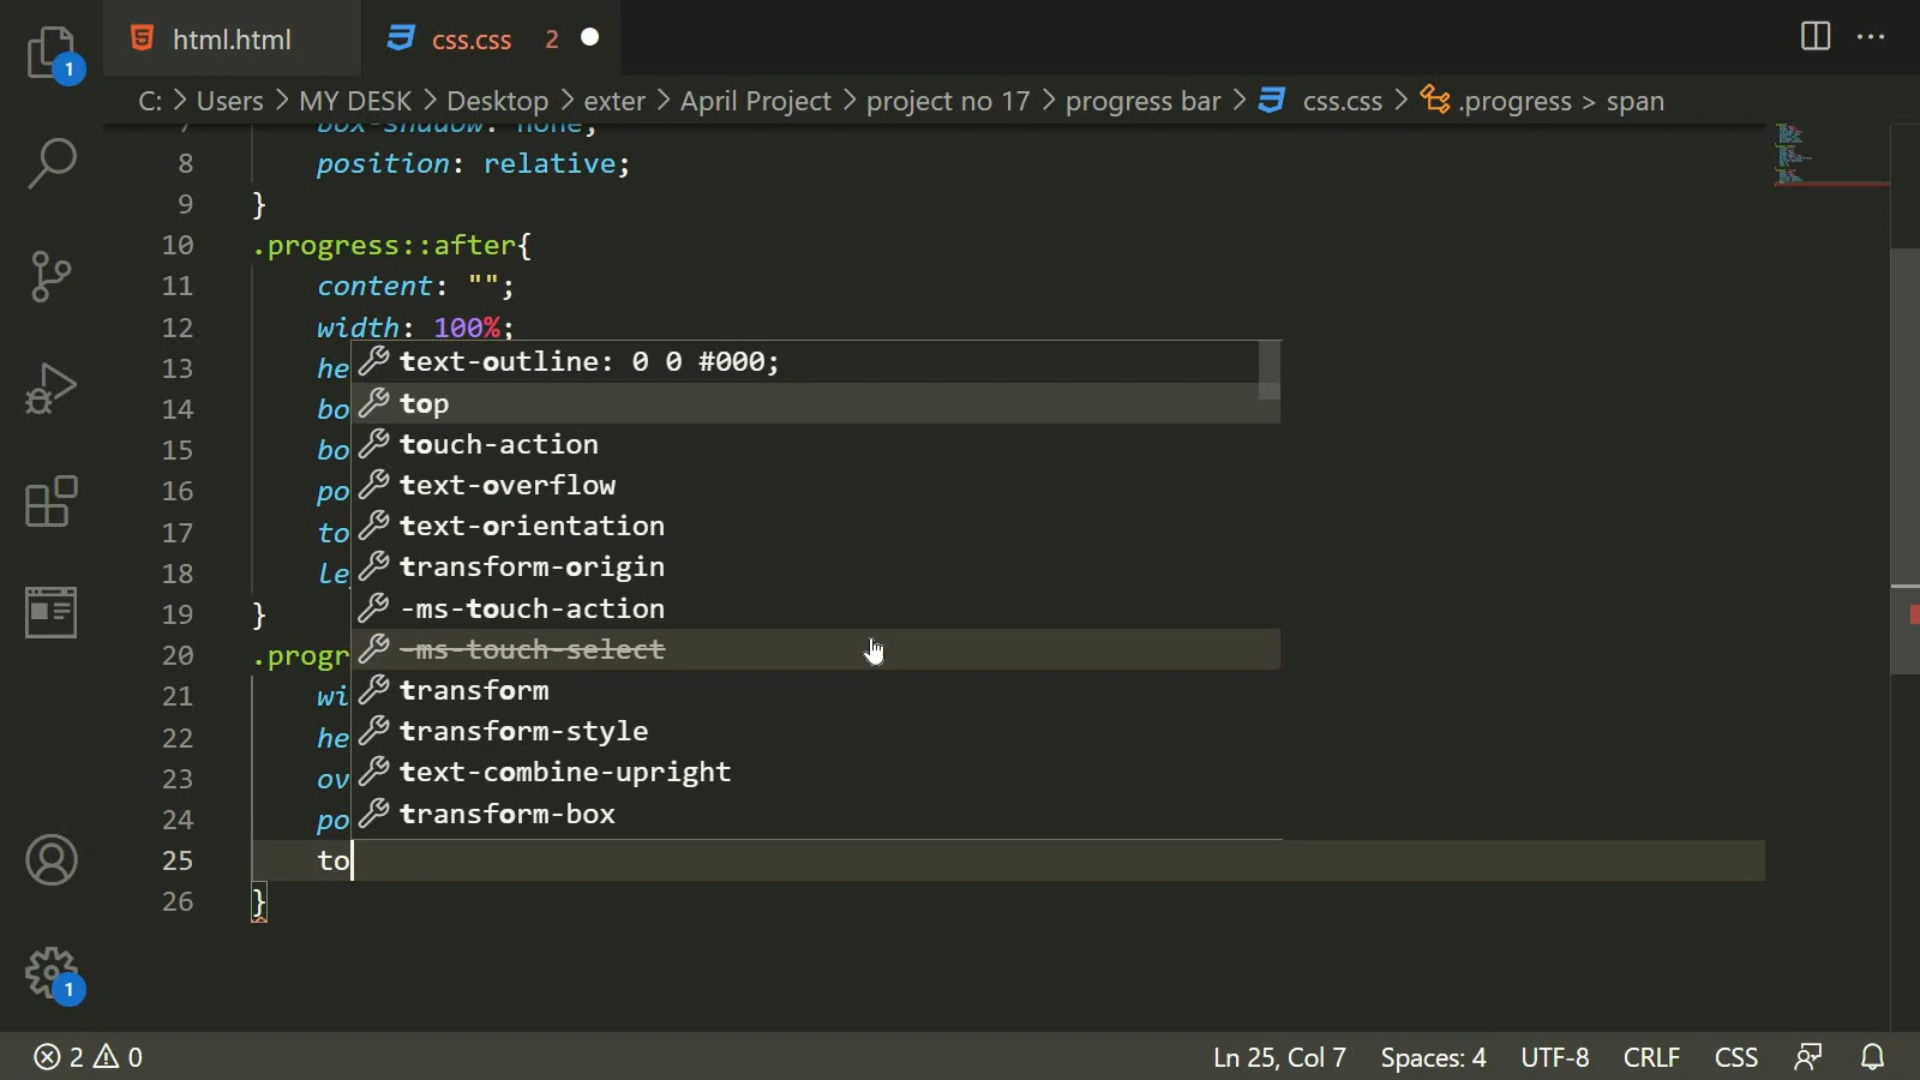 html.html
css.css 2
C: > Users > MY DESK > Desktop > exter > April Project > project no 17 > progress bar > css.css > .progress > span
7 box-shadow: none;
8 position: relative;
9 }
10 .progress::after{
11 content: "";
12 width: 100%;
13 he
14 bo
15 bo
16 po
17 to
18 le
19 }
20 .progr
21 wi
22 he
23 ov
24 po
25 to
26 }
text-outline: 0 0 #000;
top
touch-action
text-overflow
text-orientation
transform-origin
-ms-touch-action
-ms-touch-select
transform
transform-style
text-combine-upright
transform-box
1
1
2 0
Ln 25, Col 7 Spaces: 4 UTF-8 CRLF CSS